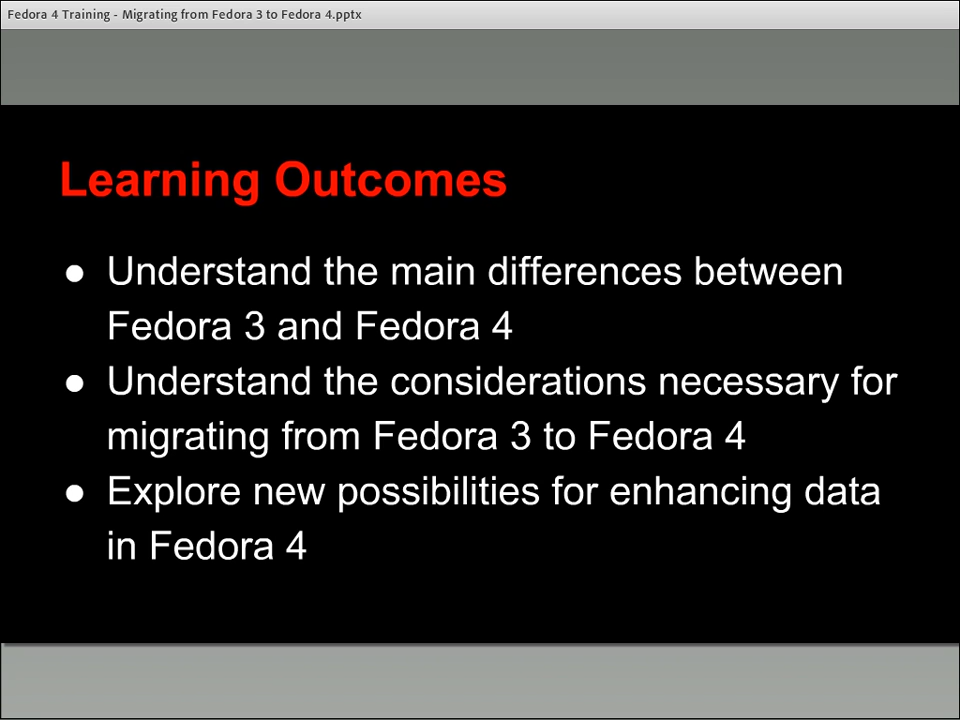 Fedora 4 Training - Migrating from Fedora 3 to Fedora 4.pptx
Learning Outcomes
● Understand the main differences between
Fedora 3 and Fedora 4
● Understand the considerations necessary for
migrating from Fedora 3 to Fedora 4
● Explore new possibilities for enhancing data
in Fedora 4